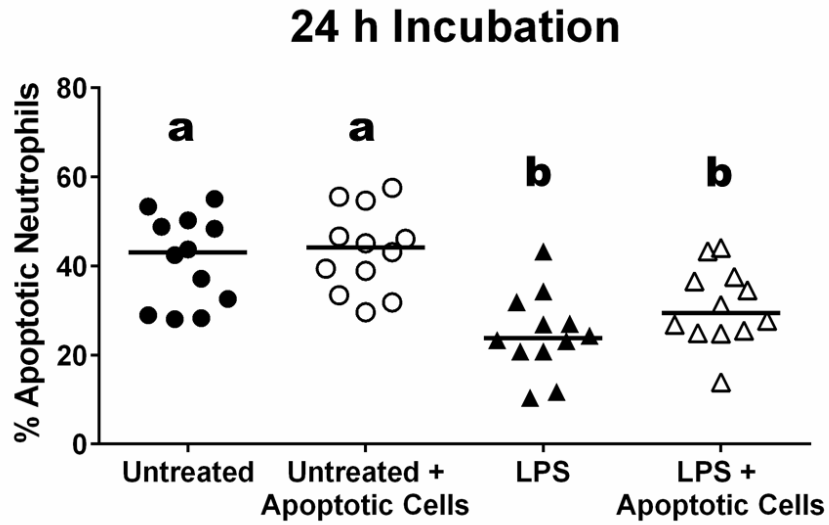 24 h Incubation
% Apoptotic Neutrophils
80
60
40
20
0
a
a
b
b
Untreated
Untreated +
Apoptotic Cells
LPS
LPS +
Apoptotic Cells